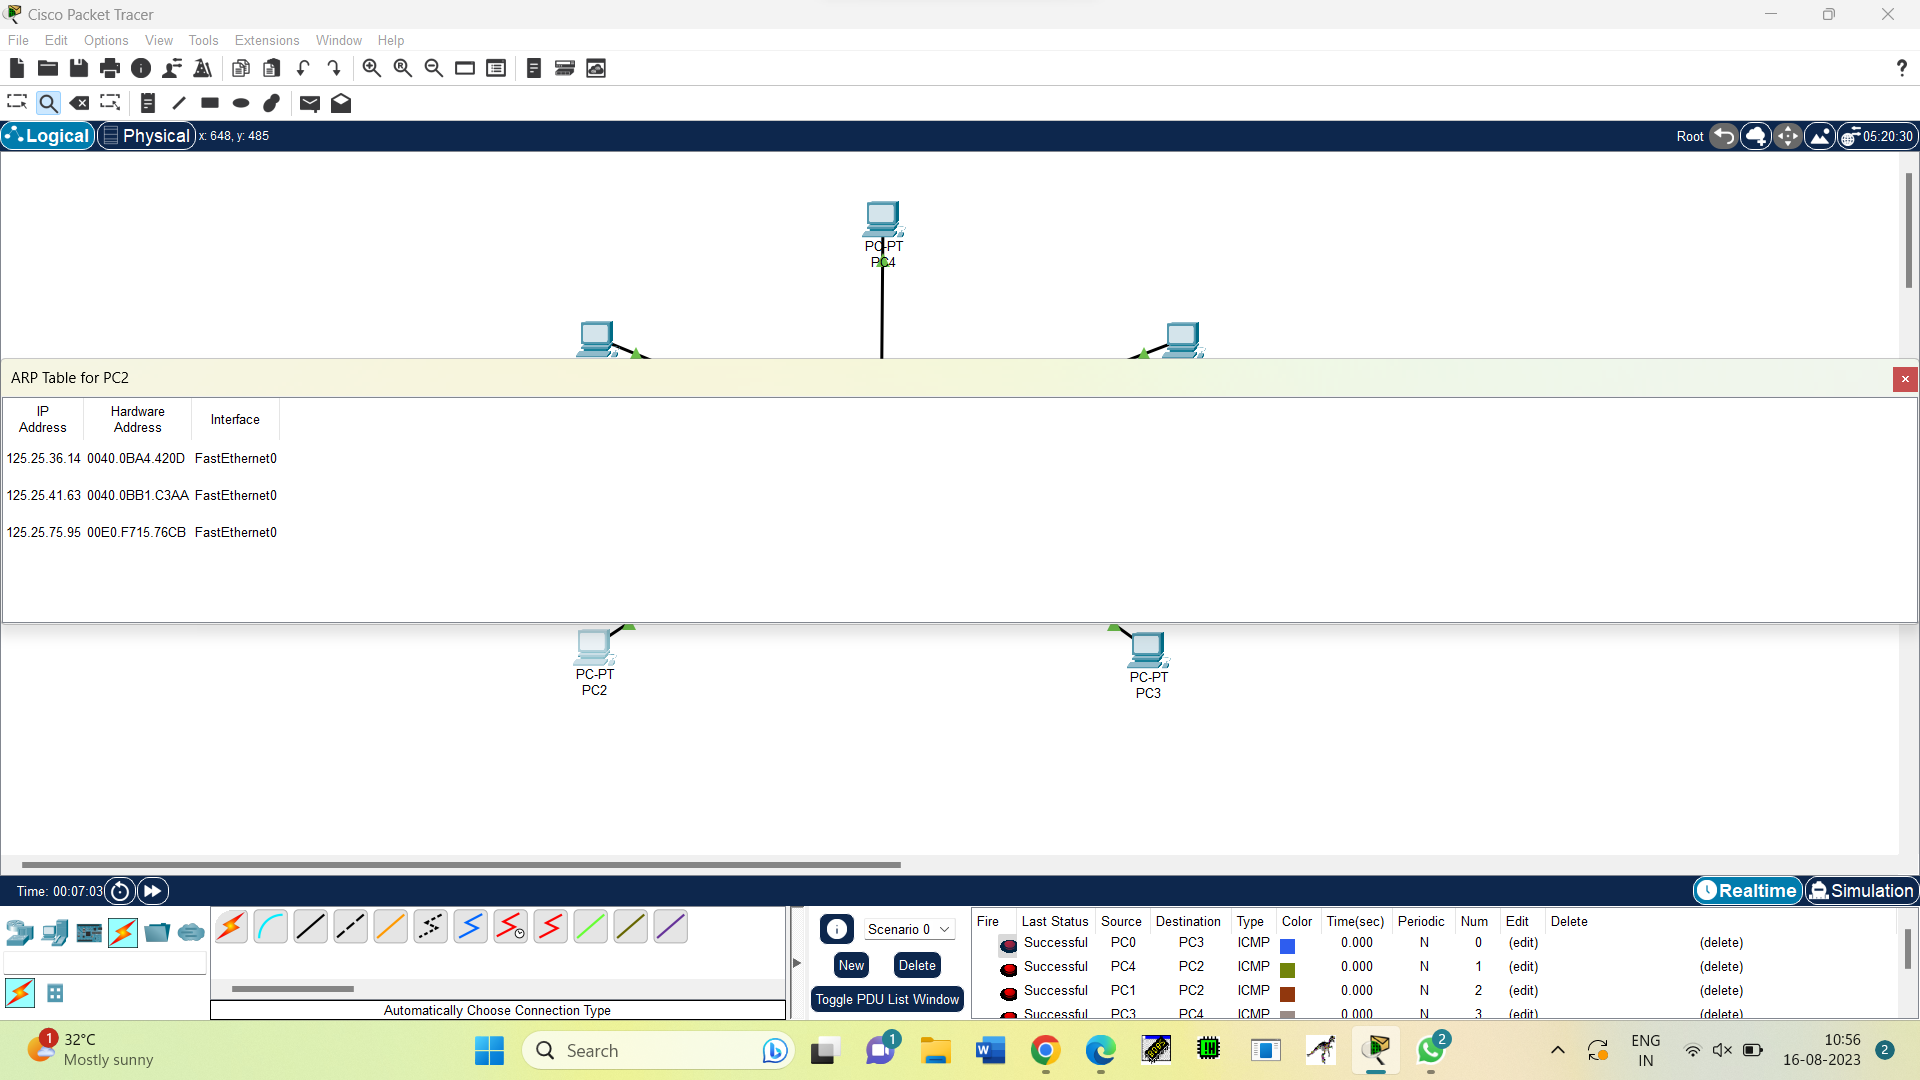 Cisco Packet Tracer
File Edit Options View Tools Extensions Window Help
Logical Physical x: 648, y: 485 Root 05:20:30
PC-PT
PC4
ARP Table for PC2
IP Address Hardware Address Interface
125.25.36.14 0040.0BA4.420D FastEthernet0
125.25.41.63 0040.0BB1.C3AA FastEthernet0
125.25.75.95 00E0.F715.76CB FastEthernet0
PC-PT
PC2
PC-PT
PC3
Time: 00:07:03 Realtime Simulation
Scenario 0
New Delete
Toggle PDU List Window
Automatically Choose Connection Type
Fire Last Status Source Destination Type Color Time(sec) Periodic Num Edit Delete
Successful PC0 PC3 ICMP 0.000 N 0 (edit) (delete)
Successful PC4 PC2 ICMP 0.000 N 1 (edit) (delete)
Successful PC1 PC2 ICMP 0.000 N 2 (edit) (delete)
Successful PC3 PC4 ICMP 0.000 N 3 (edit) (delete)
1 32°C
Mostly sunny
Search
1
2
ENG
IN
10:56
16-08-2023
2